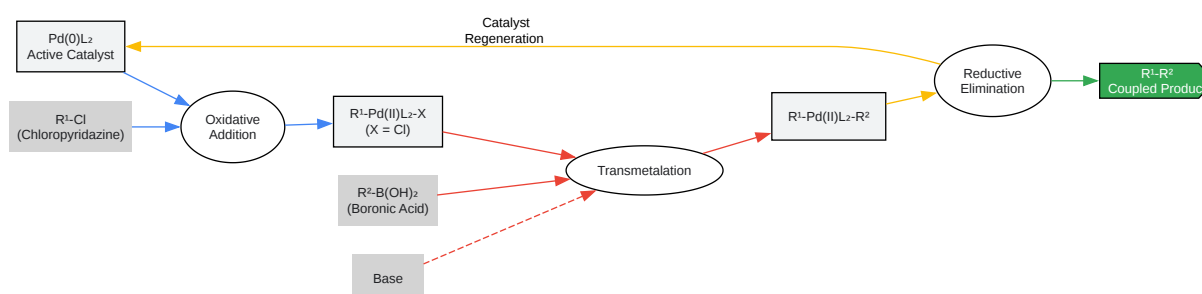 Catalyst
Regeneration
Pd(0)L₂
Active Catalyst
R¹-Cl
(Chloropyridazine)
Oxidative
Addition
R¹-Pd(II)L₂-X
(X = Cl)
R²-B(OH)₂
(Boronic Acid)
Base
Transmetalation
R¹-Pd(II)L₂-R²
Reductive
Elimination
R¹-R²
Coupled Produc